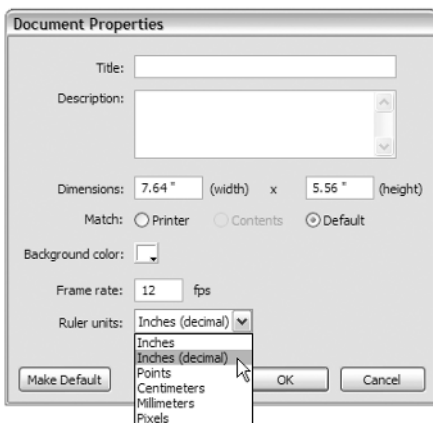 Document Properties
Title:
Description:
Dimensions: 7.64 " (width) x 5.56 " (height)
Match: Printer Contents Default
Background color:
Frame rate: 12 fps
Ruler units: Inches (decimal)
Inches
Inches (decimal)
Points
Centimeters
Millimeters
Pixels
Make Default OK Cancel